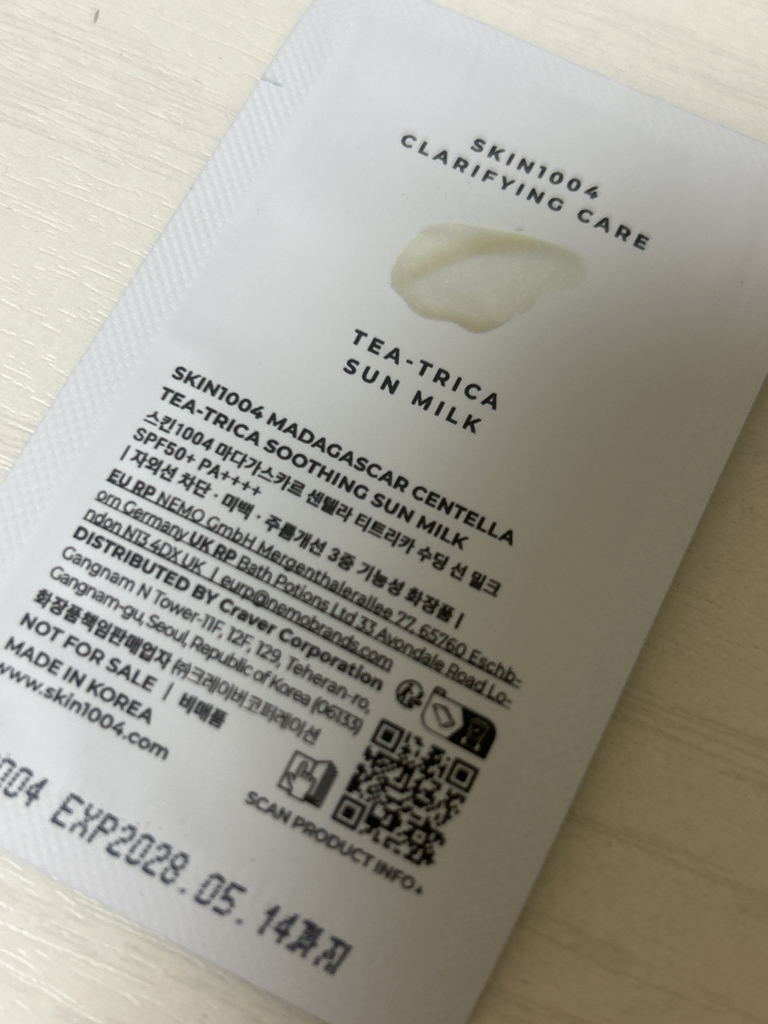 SKIN1004
CLARIFYING CARE
TEA-TRICA
SUN MILK
SKIN1004 MADAGASCAR CENTELLA
TEA-TRICA SOOTHING SUN MILK
스킨1004 마다가스카르 센텔라 티트리카 수딩 선 밀크
SPF50+ PA++++
| 자외선 차단 · 미백 · 주름개선 3중 기능성 화장품 |
EU RP NEMO GmbH Mergenthalerallee 77, 65760 Eschb-
orn Germany UK RP Bath Potions Ltd 33 Avondale Road Lo-
ndon N13 4DX UK | eurp@nemobrands.com
DISTRIBUTED BY Craver Corporation
Gangnam N Tower-11F, 12F, 129, Teheran-ro,
Gangnam-gu, Seoul, Republic of Korea (06133)
화장품책임판매업자 ㈜크레이버코퍼레이션
NOT FOR SALE | 비매품
MADE IN KOREA
www.skin1004.com
SCAN PRODUCT INFO.
004 EXP2028.05.14까지